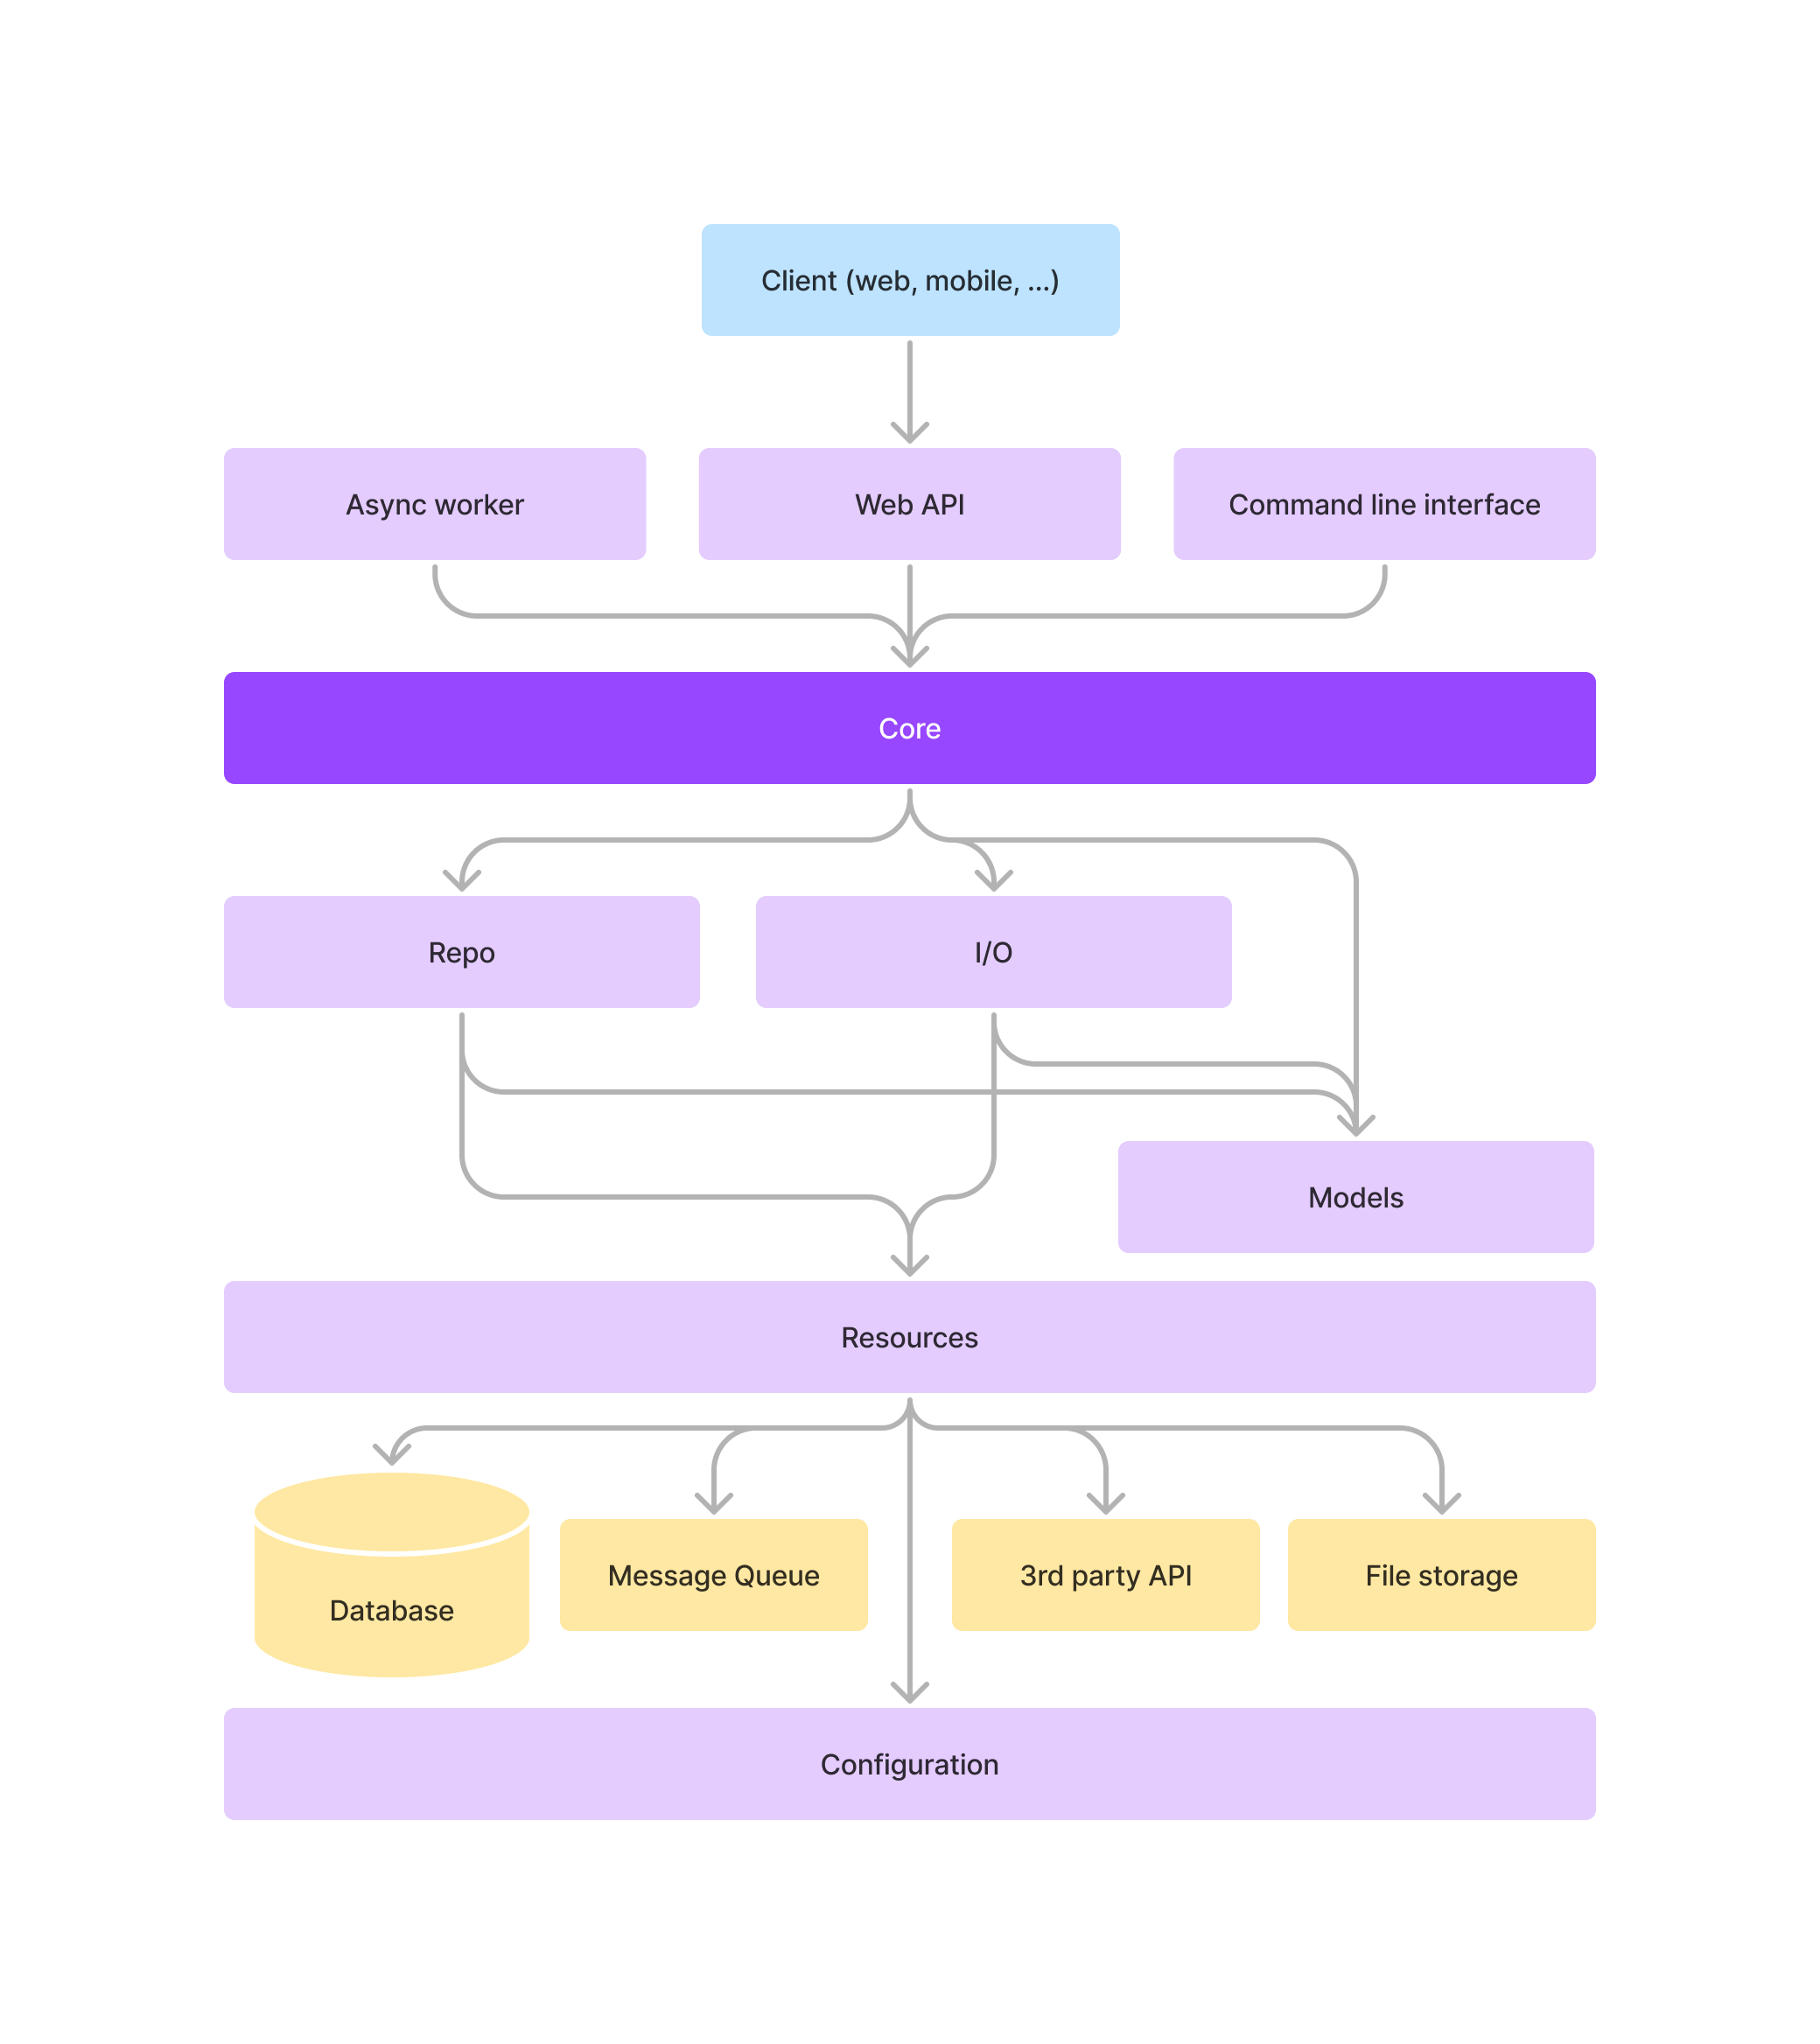 Client (web, mobile, ...)
Async worker
Web API
Command line interface
Core
Repo
I/O
Models
Resources
Database
Message Queue
3rd party API
File storage
Configuration